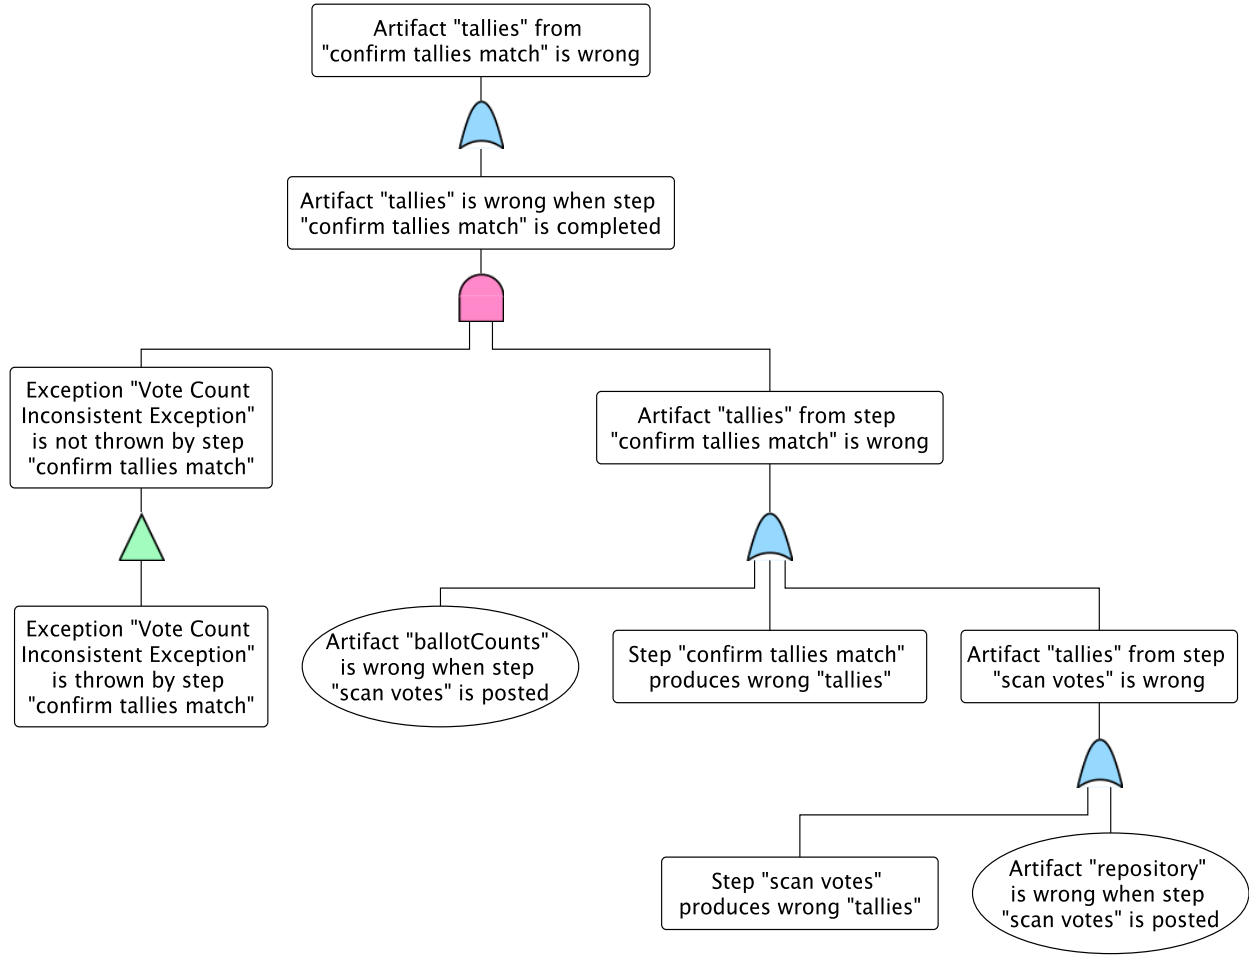 Artifact "tallies" from
"confirm tallies match" is wrong
Artifact "tallies" is wrong when step
"confirm tallies match" is completed
Exception "Vote Count
Inconsistent Exception"
is not thrown by step
"confirm tallies match"
Artifact "tallies" from step
"confirm tallies match" is wrong
Exception "Vote Count
Inconsistent Exception"
is thrown by step
"confirm tallies match"
Artifact "ballotCounts"
is wrong when step
"scan votes" is posted
Step "confirm tallies match"
produces wrong "tallies"
Artifact "tallies" from step
"scan votes" is wrong
Step "scan votes"
produces wrong "tallies"
Artifact "repository"
is wrong when step
"scan votes" is posted